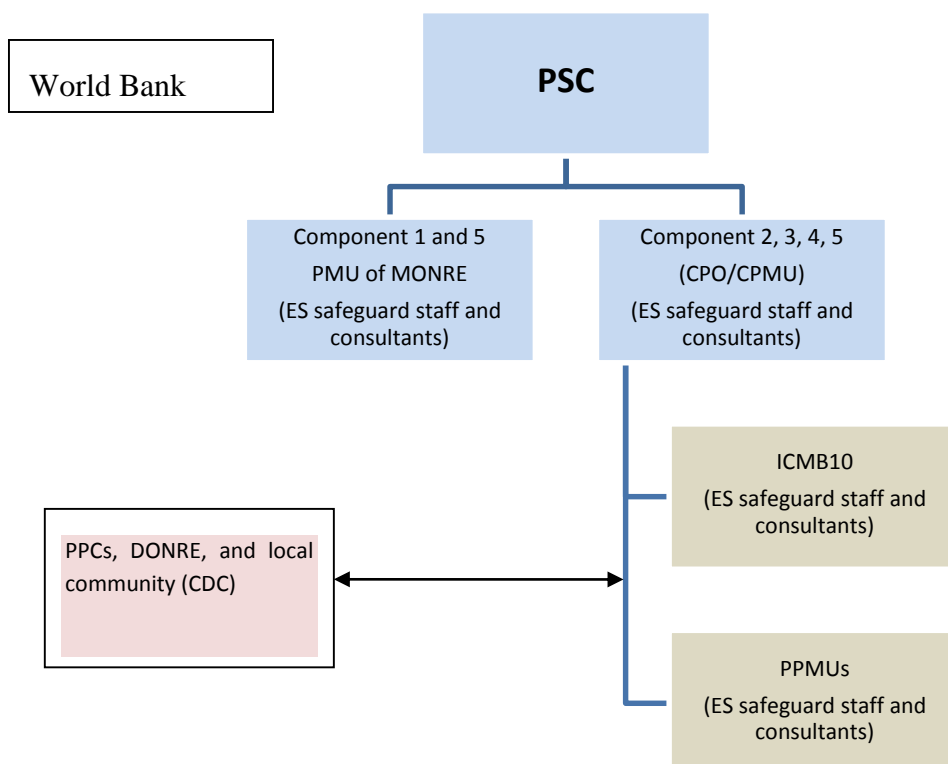 World Bank
PSC
Component 1 and 5
PMU of MONRE
(ES safeguard staff and
consultants)
Component 2, 3, 4, 5
(CPO/CPMU)
(ES safeguard staff and
consultants)
ICMB10
(ES safeguard staff and
consultants)
PPCs, DONRE, and local
community (CDC)
PPMUs
(ES safeguard staff and
consultants)